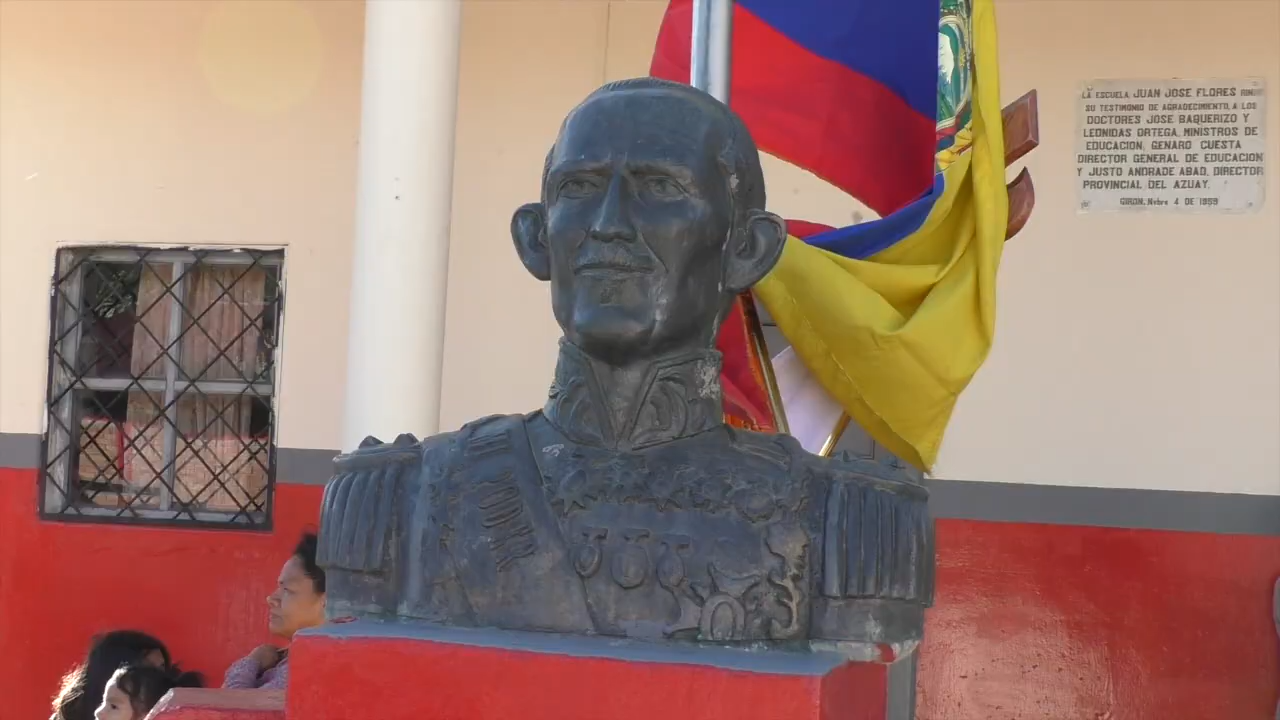 LA ESCUELA JUAN JOSE FLORES RINDE
SU TESTIMONIO DE AGRADECIMIENTO, A LOS
DOCTORES JOSE BAQUERIZO Y
LEONIDAS ORTEGA, MINISTROS DE
EDUCACION, GENARO CUESTA
DIRECTOR GENERAL DE EDUCACION
Y JUSTO ANDRADE ABAD, DIRECTOR
PROVINCIAL DEL AZUAY.
GIRON, Nvbre 4 DE 1959